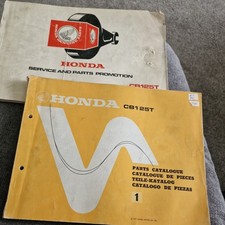 HONDA
SERVICE AND PARTS PROMOTION
CB125T
HONDA CB125T
PARTS CATALOGUE
CATALOGUE DE PIECES
TEILE-KATALOG
CATALOGO DE PIEZAS
1